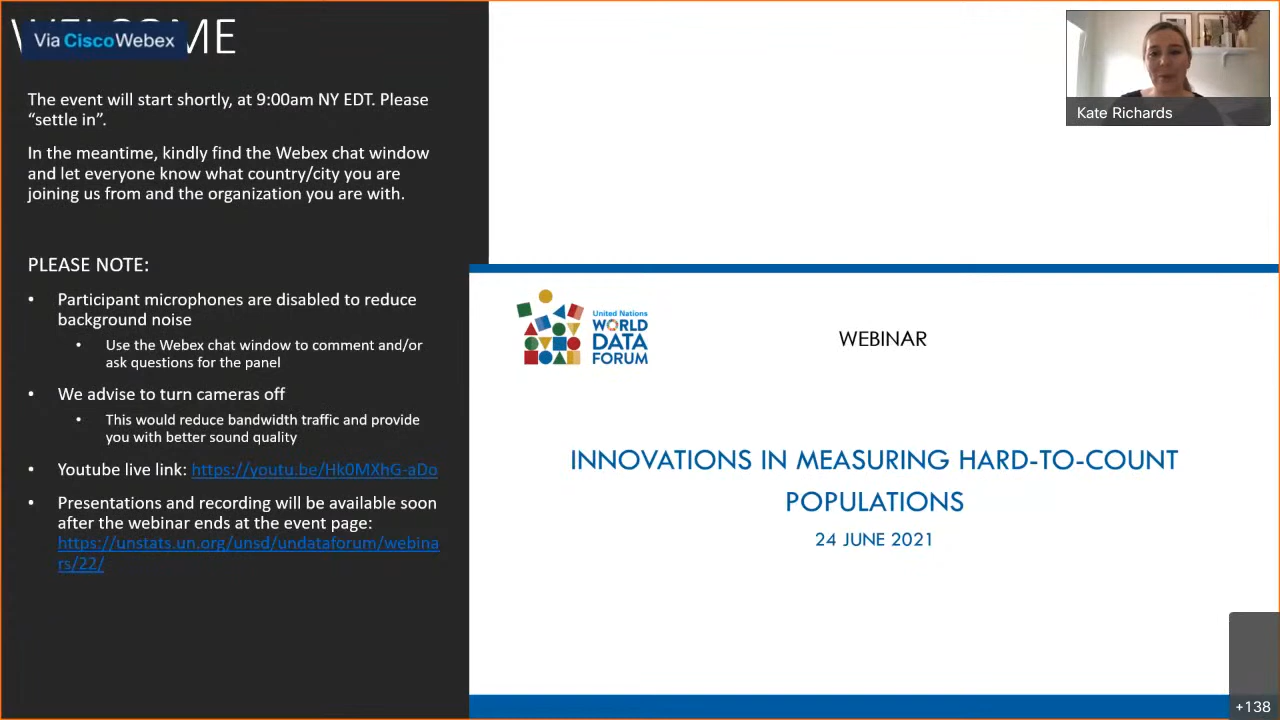 Via CiscoWebex
The event will start shortly, at 9:00am NY EDT. Please
“settle in”.
In the meantime, kindly find the Webex chat window
and let everyone know what country/city you are
joining us from and the organization you are with.
PLEASE NOTE:
• Participant microphones are disabled to reduce
background noise
• Use the Webex chat window to comment and/or
ask questions for the panel
• We advise to turn cameras off
• This would reduce bandwidth traffic and provide
you with better sound quality
• Youtube live link: https://youtu.be/Hk0MXhG-aDo
• Presentations and recording will be available soon
after the webinar ends at the event page:
https://unstats.un.org/unsd/undataforum/webina
rs/22/
Kate Richards
United Nations
WORLD
DATA
FORUM
WEBINAR
INNOVATIONS IN MEASURING HARD-TO-COUNT
POPULATIONS
24 JUNE 2021
+138